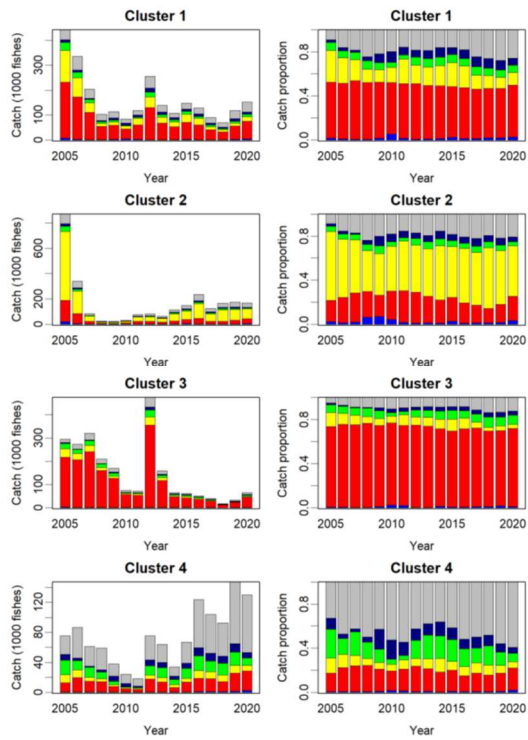 Cluster 1
Cluster 1
Catch (1000 fishes)
0 100 300
2005 2010 2015 2020
Year
Catch proportion
0.0 0.4 0.8
2005 2010 2015 2020
Year
Cluster 2
Cluster 2
Catch (1000 fishes)
0 200 600
2005 2010 2015 2020
Year
Catch proportion
0.0 0.4 0.8
2005 2010 2015 2020
Year
Cluster 3
Cluster 3
Catch (1000 fishes)
0 100 300
2005 2010 2015 2020
Year
Catch proportion
0.0 0.4 0.8
2005 2010 2015 2020
Year
Cluster 4
Cluster 4
Catch (1000 fishes)
0 40 80 120
2005 2010 2015 2020
Year
Catch proportion
0.0 0.4 0.8
2005 2010 2015 2020
Year